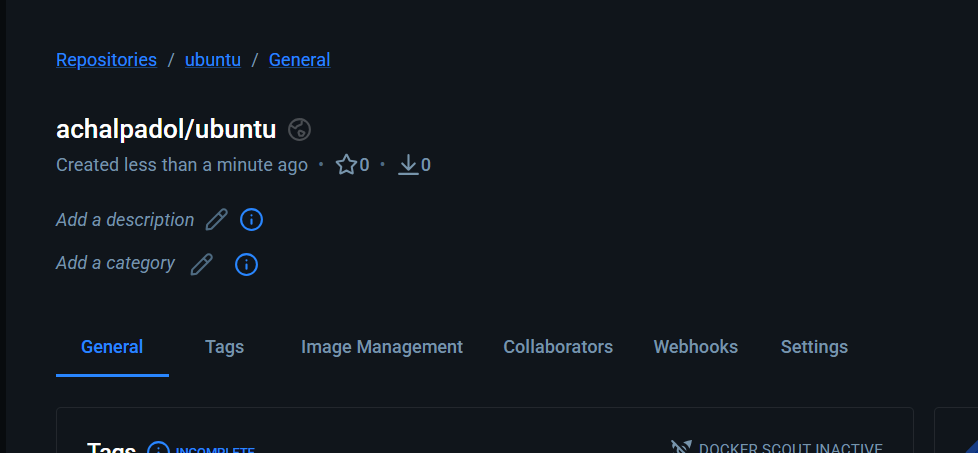 Repositories / ubuntu / General
achalpadol/ubuntu
Created less than a minute ago • 0 • 0
Add a description
Add a category
General Tags Image Management Collaborators Webhooks Settings
Tags INCOMPLETE DOCKER SCOUT INACTIVE